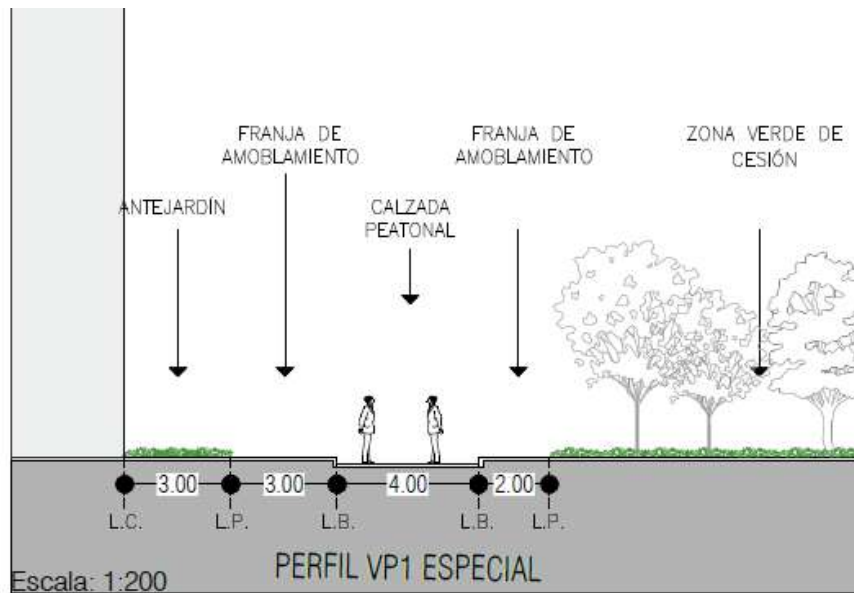 FRANJA DE
AMOBLAMIENTO
FRANJA DE
AMOBLAMIENTO
ZONA VERDE DE
CESIÓN
ANTEJARDÍN
CALZADA
PEATONAL
3.00
3.00
4.00
2.00
L.C.
L.P.
L.B.
L.B.
L.P.
PERFIL VP1 ESPECIAL
Escala: 1:200